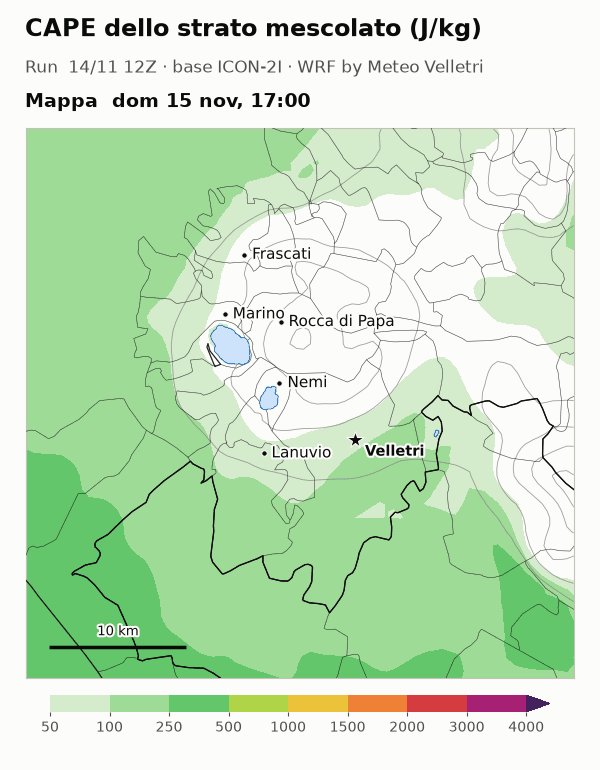 CAPE dello strato mescolato (J/kg)
Run  14/11 12Z · base ICON-2I · WRF by Meteo Velletri
Mappa  dom 15 nov, 17:00
Frascati
Marino
Rocca di Papa
Nemi
Velletri
Lanuvio
10 km
50 100 250 500 1000 1500 2000 3000 4000